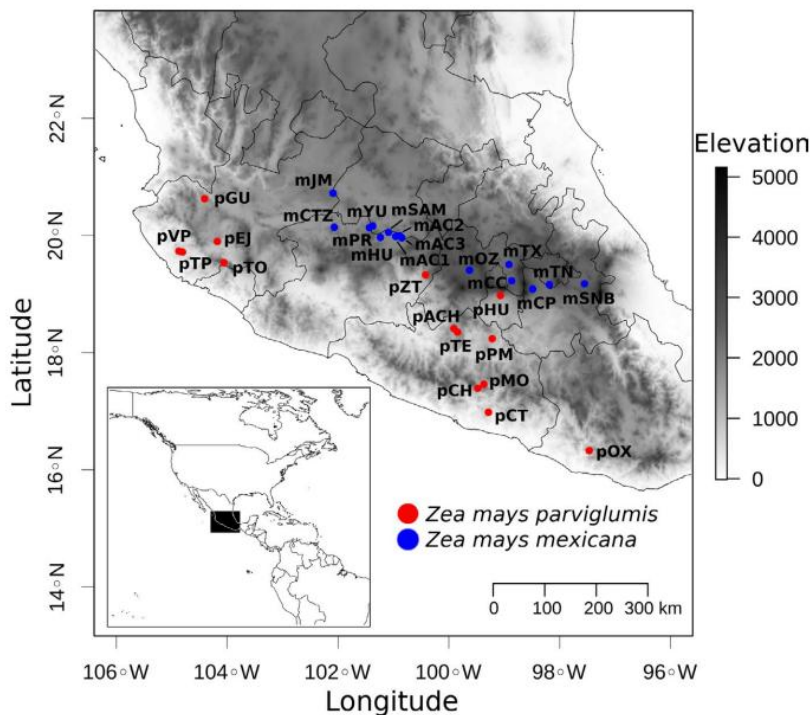 Elevation
5000
4000
3000
2000
1000
0
22°N
20°N
18°N
16°N
14°N
Latitude
mJM
pGU
mCTZ
mYU
mSAM
mAC2
pVP
pEJ
mPR
mAC3
mTX
mHU
mOZ
pTP
pTO
mAC1
mTN
pZT
mCC
pHU
mCP
mSNB
pACH
pTE
pPM
pMO
pCH
pCT
pOX
Zea mays parviglumis
Zea mays mexicana
0 100 200 300 km
106°W 104°W 102°W 100°W 98°W 96°W
Longitude